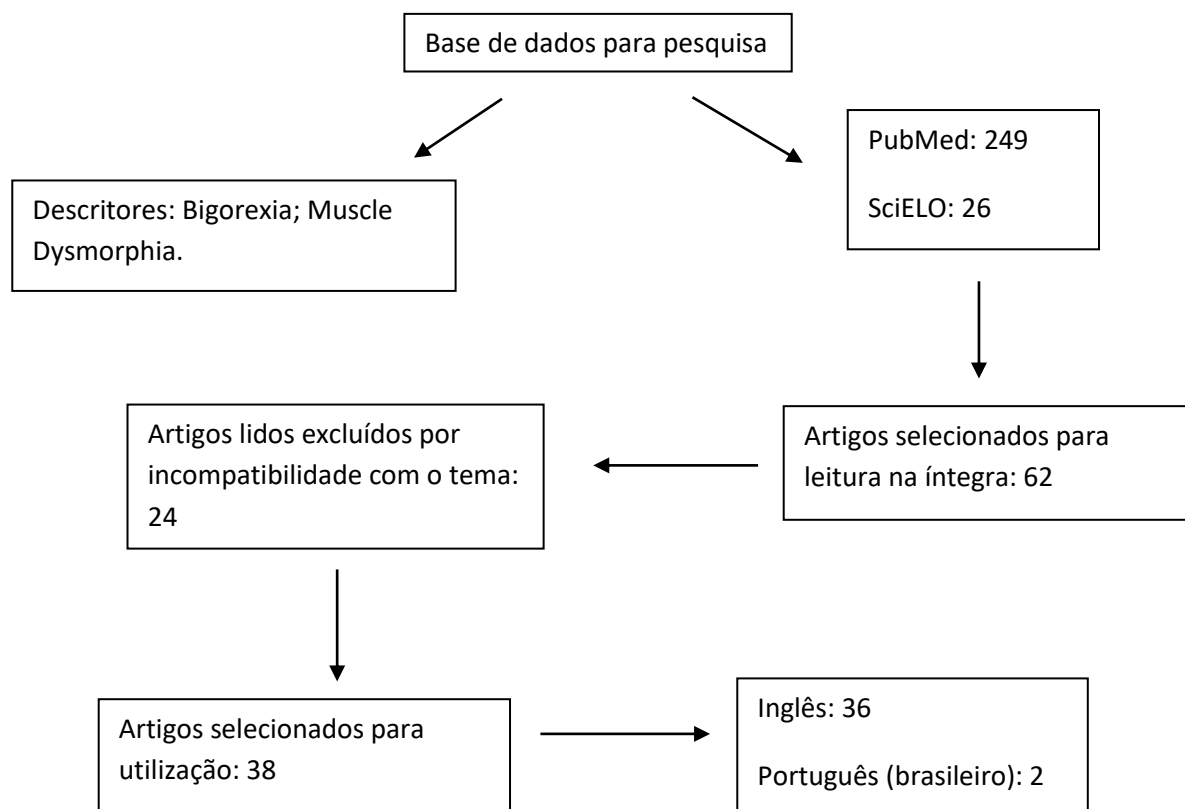 Base de dados para pesquisa
Descritores: Bigorexia; Muscle
Dysmorphia.
PubMed: 249
SciELO: 26
Artigos selecionados para
leitura na íntegra: 62
Artigos lidos excluídos por
incompatibilidade com o tema:
24
Artigos selecionados para
utilização: 38
Inglês: 36
Português (brasileiro): 2